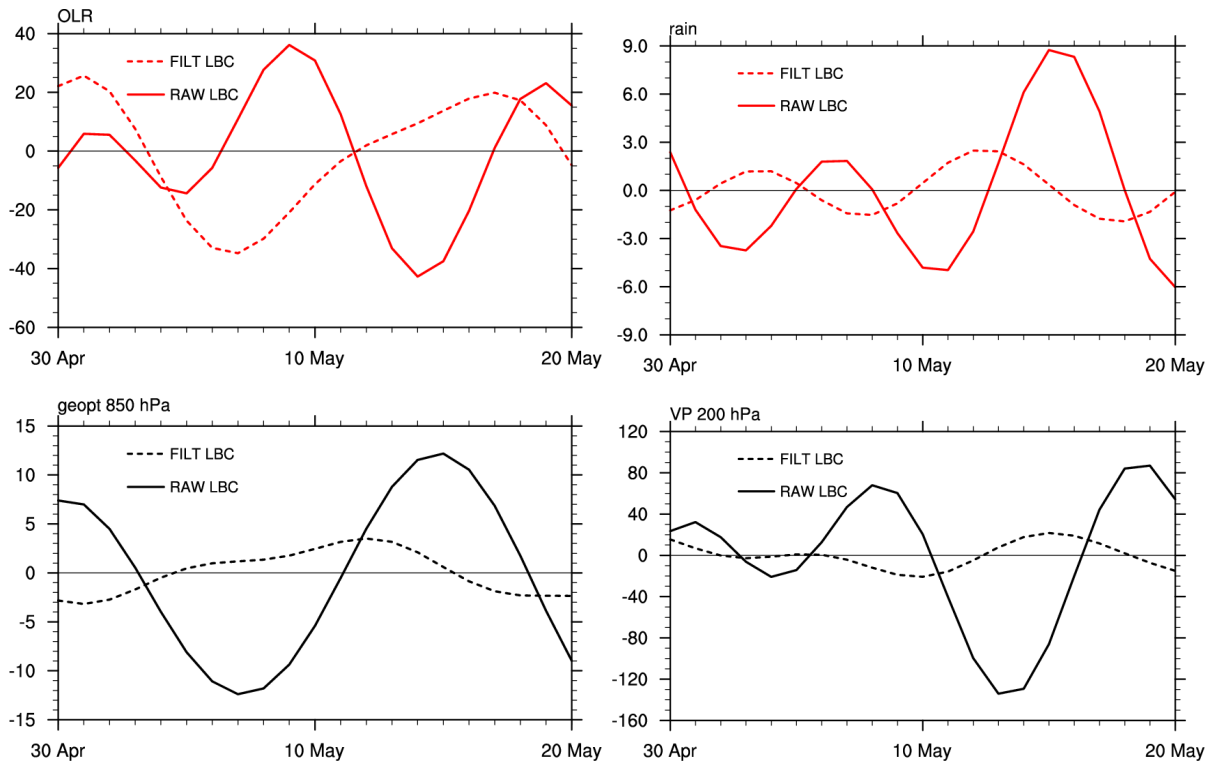 OLR
40
20
0
-20
-40
-60
FILT LBC
RAW LBC
30 Apr
10 May
20 May
rain
9.0
6.0
3.0
0.0
-3.0
-6.0
-9.0
FILT LBC
RAW LBC
30 Apr
10 May
20 May
geopt 850 hPa
15
10
5
0
-5
-10
-15
FILT LBC
RAW LBC
30 Apr
10 May
20 May
VP 200 hPa
120
80
40
0
-40
-80
-120
-160
FILT LBC
RAW LBC
30 Apr
10 May
20 May